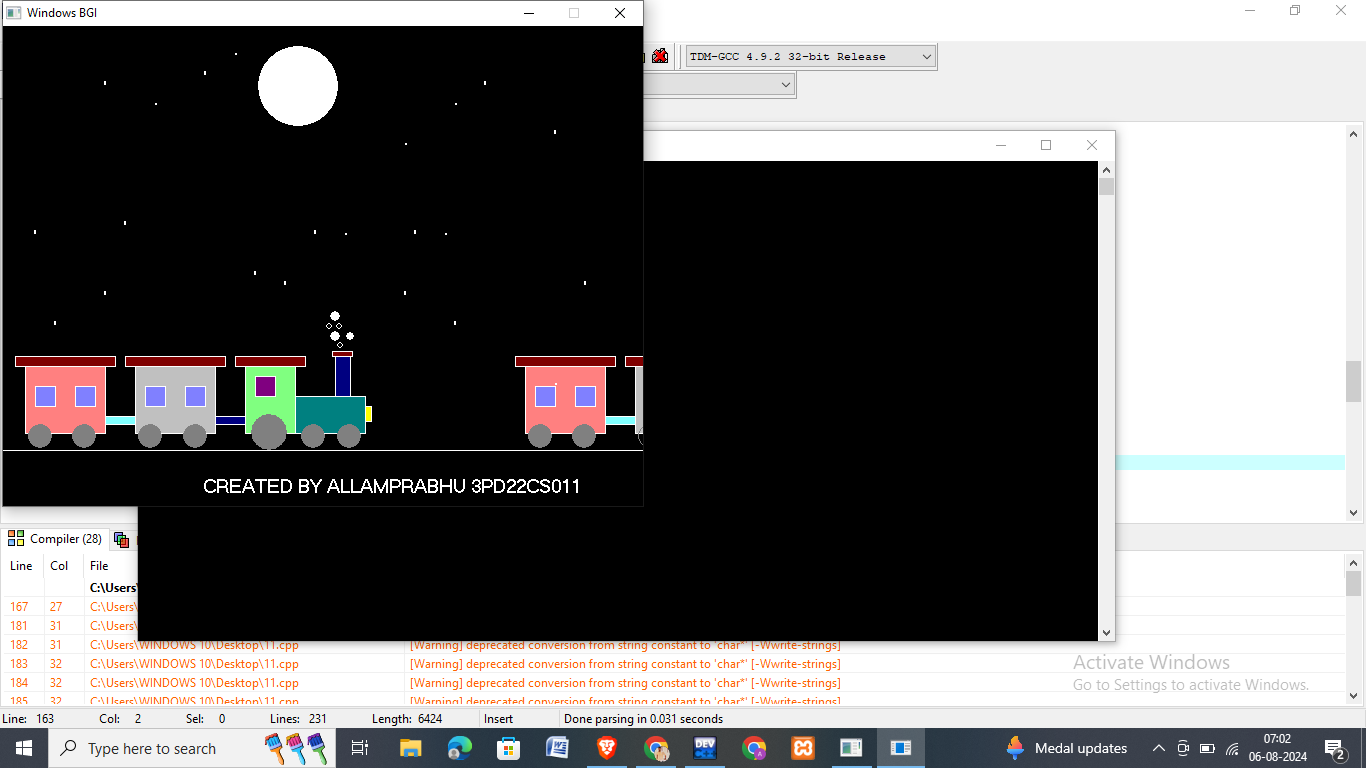 Windows BGI
TDM-GCC 4.9.2 32-bit Release
CREATED BY ALLAMPRABHU 3PD22CS011
Compiler (28)
Line Col File
C:\Users\
167 27 C:\Users\
181 31 C:\Users\
182 31 C:\Users\WINDOWS 10\Desktop\11.cpp [Warning] deprecated conversion from string constant to 'char*' [-Wwrite-strings]
183 32 C:\Users\WINDOWS 10\Desktop\11.cpp [Warning] deprecated conversion from string constant to 'char*' [-Wwrite-strings]
184 32 C:\Users\WINDOWS 10\Desktop\11.cpp [Warning] deprecated conversion from string constant to 'char*' [-Wwrite-strings]
185 32 C:\Users\WINDOWS 10\Desktop\11.cpp [Warning] deprecated conversion from string constant to 'char*' [-Wwrite-strings]
Activate Windows
Go to Settings to activate Windows.
Line: 163 Col: 2 Sel: 0 Lines: 231 Length: 6424 Insert Done parsing in 0.031 seconds
Type here to search
DEV
Medal updates
07:02
06-08-2024
2